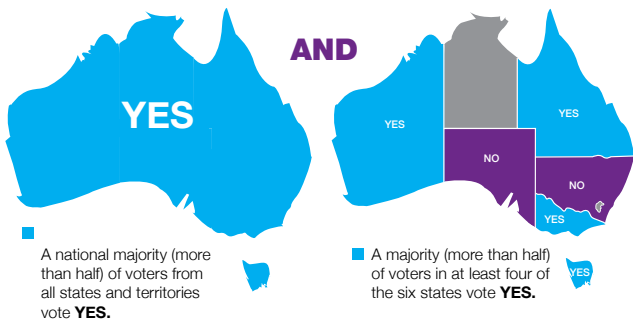 YES
AND
YES
YES
NO
NO
YES
YES
A national majority (more
than half) of voters from
all states and territories
vote YES.
A majority (more than half)
of voters in at least four of
the six states vote YES.